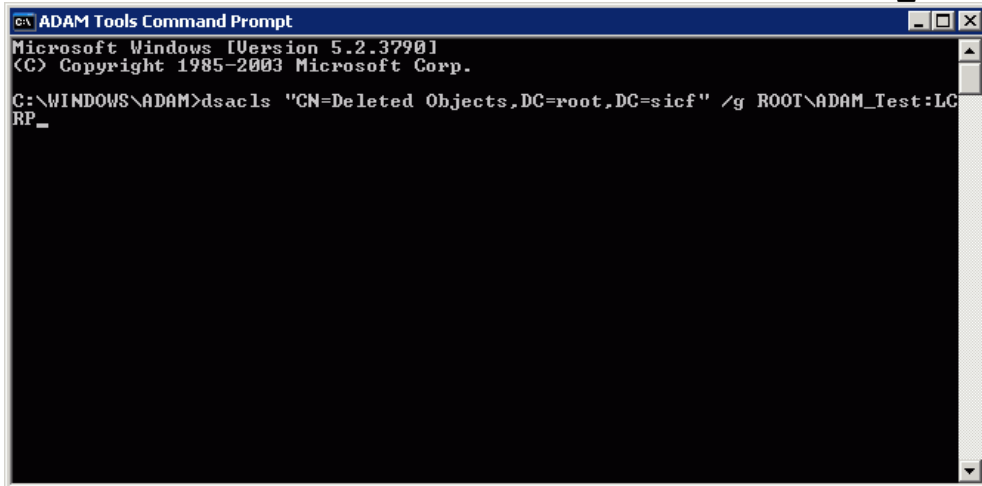 ADAM Tools Command Prompt
Microsoft Windows [Version 5.2.3790]
(C) Copyright 1985-2003 Microsoft Corp.
C:\WINDOWS\ADAM>dsacls "CN=Deleted Objects,DC=root,DC=sicf" /g ROOT\ADAM_Test:LC
RP_